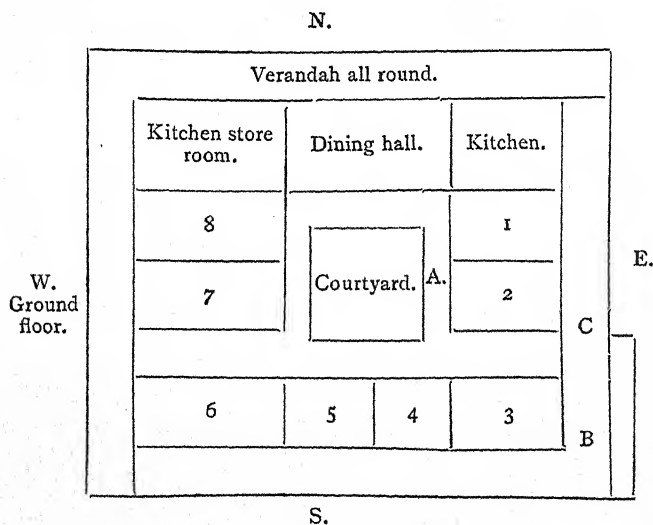 N.
Verandah all round.
Kitchen store
room.
Dining hall.
Kitchen.
8
1
W.
Ground
floor.
Courtyard.
A.
E.
7
2
C
6
5
4
3
B
S.